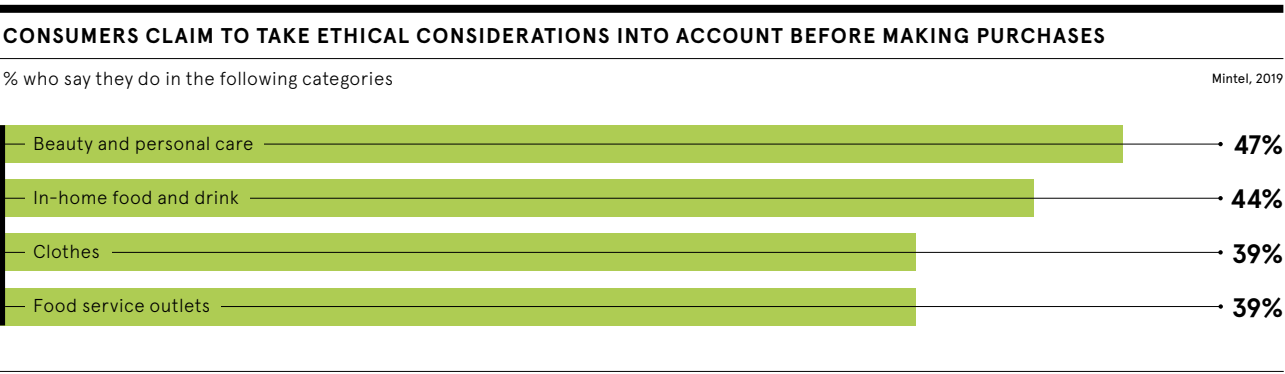 CONSUMERS CLAIM TO TAKE ETHICAL CONSIDERATIONS INTO ACCOUNT BEFORE MAKING PURCHASES
% who say they do in the following categories
Mintel, 2019
Beauty and personal care 47%
In-home food and drink 44%
Clothes 39%
Food service outlets 39%